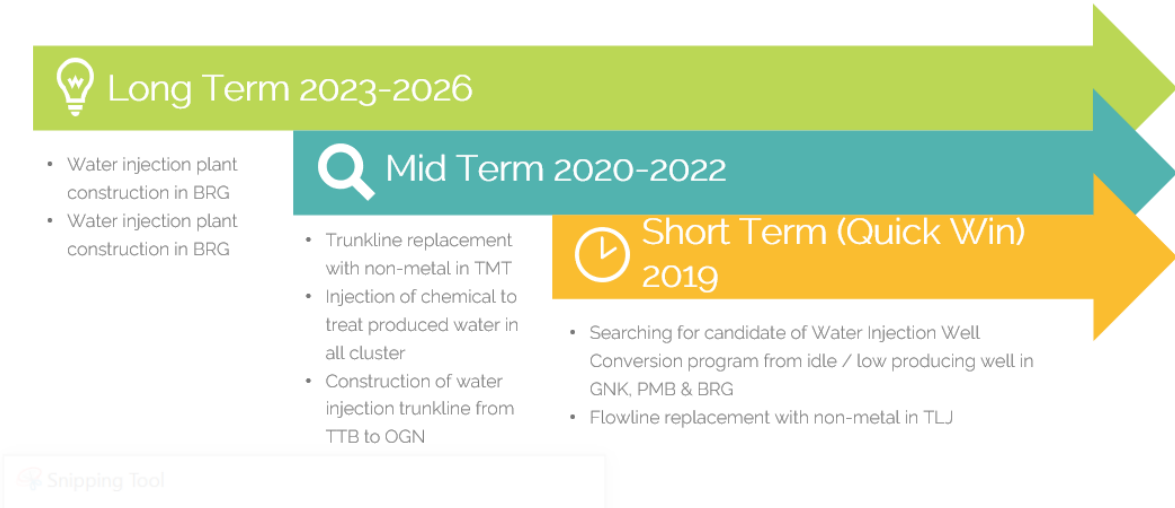 Long Term 2023-2026
• Water injection plant
construction in BRG
• Water injection plant
construction in BRG
Mid Term 2020-2022
• Trunkline replacement
with non-metal in TMT
• Injection of chemical to
treat produced water in
all cluster
• Construction of water
injection trunkline from
TTB to OGN
Short Term (Quick Win)
2019
• Searching for candidate of Water Injection Well
Conversion program from idle / low producing well in
GNK, PMB & BRG
• Flowline replacement with non-metal in TLJ
Snipping Tool